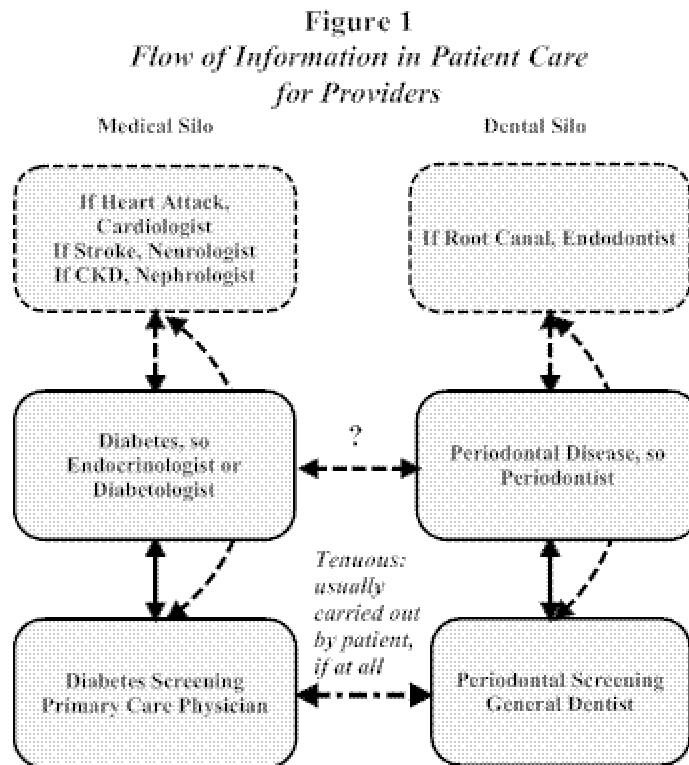 Figure 1
Flow of Information in Patient Care
for Providers
Medical Silo
Dental Silo
If Heart Attack,
Cardiologist
If Stroke, Neurologist
If CKD, Nephrologist
If Root Canal, Endodontist
Diabetes, so
Endocrinologist or
Diabetologist
?
Periodontal Disease, so
Periodontist
Tenuous:
usually
carried out
by patient,
if at all
Diabetes Screening
Primary Care Physician
Periodontal Screening
General Dentist